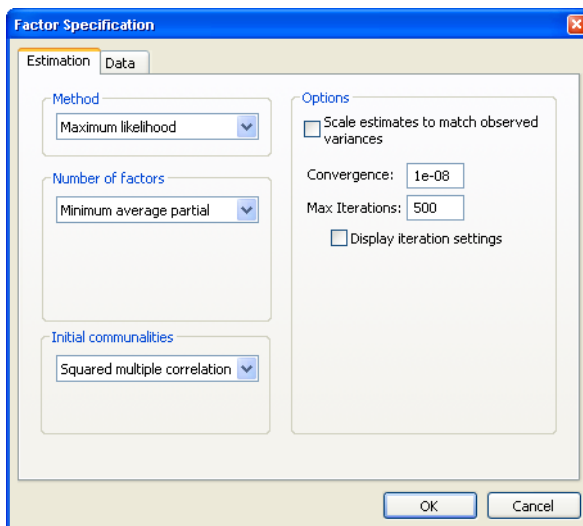 Factor Specification
Estimation
Data
Method
Maximum likelihood
Number of factors
Minimum average partial
Initial communalities
Squared multiple correlation
Options
Scale estimates to match observed
variances
Convergence: 1e-08
Max Iterations: 500
Display iteration settings
OK
Cancel